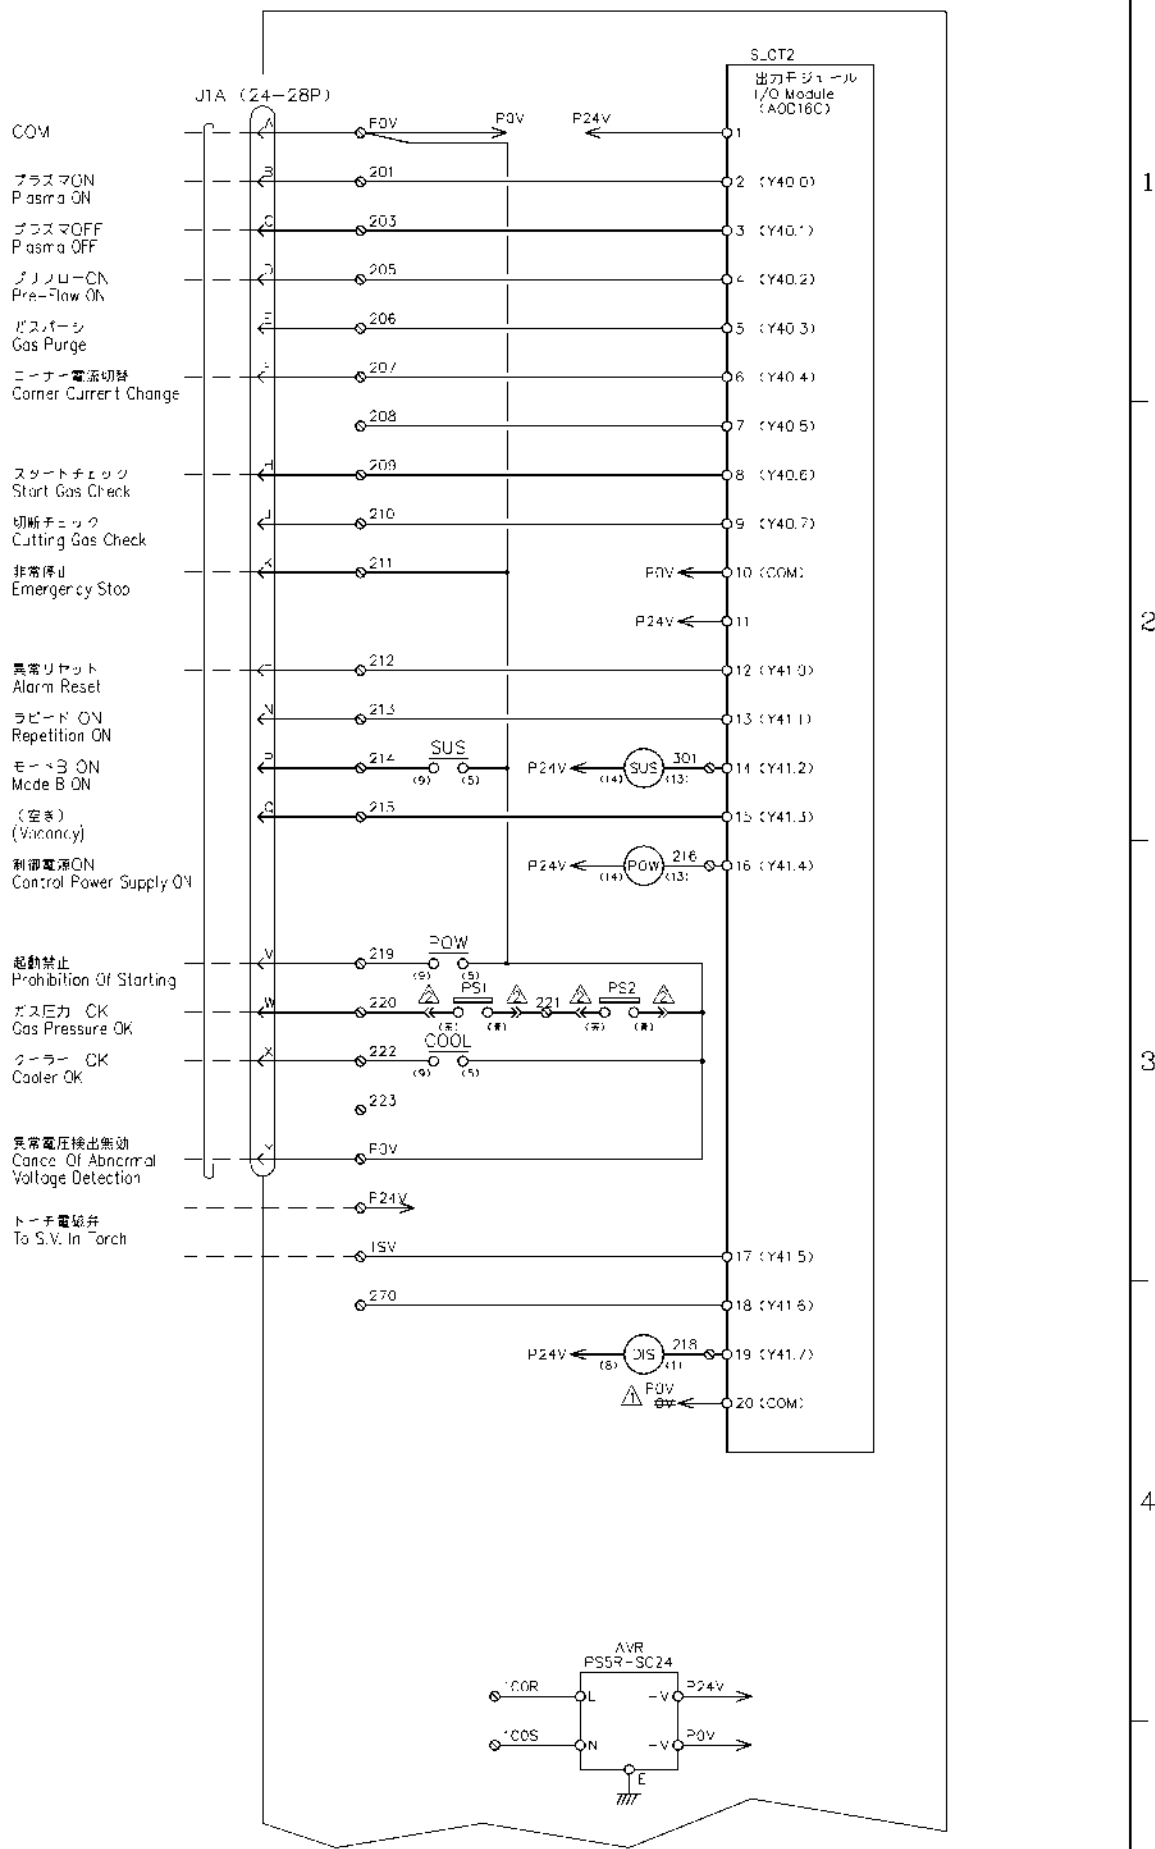 SLOT2
出力モジュール
I/O Module
(AOD16C)
J1A (24-28P)
COM A P0V P0V P24V 1
プラズマON
Plasma ON B 201 2 (Y40.0)
1
プラズマOFF
Plasma OFF C 203 3 (Y40.1)
プリフローON
Pre-Flow ON D 205 4 (Y40.2)
ガスパージ
Gas Purge E 206 5 (Y40.3)
コーナー電流切替
Corner Current Change F 207 6 (Y40.4)
208 7 (Y40.5)
スタートチェック
Start Gas Check H 209 8 (Y40.6)
切断チェック
Cutting Gas Check J 210 9 (Y40.7)
非常停止
Emergency Stop K 211 P0V 10 (COM)
P24V 11
2
異常リセット
Alarm Reset 212 12 (Y41.0)
ラピード ON
Repetition ON N 213 13 (Y41.1)
モードB ON
Mode B ON P 214 SUS (9) (5) P24V (14) SUS (13) 301 14 (Y41.2)
(空き)
(Vacancy) 215 15 (Y41.3)
制御電源ON
Control Power Supply ON P24V (14) POW (13) 216 16 (Y41.4)
起動禁止
Prohibition Of Starting V 219 POW (9) (5)
ガス圧力 OK
Gas Pressure OK W 220 2 PS1 2 221 2 PS2 2
クーラー OK
Cooler OK X 222 COOL (9) (5)
3
223
異常電圧検出無効
Cancel Of Abnormal
Voltage Detection Y P0V
P24V
トーチ電磁弁
To S.V. In Torch
1SV 17 (Y41.5)
270 18 (Y41.6)
P24V (8) DIS (1) 218 19 (Y41.7)
1 P0V
0V 20 (COM)
4
AVR
PS5R-SC24
100R L -V P24V
100S N -V P0V
E